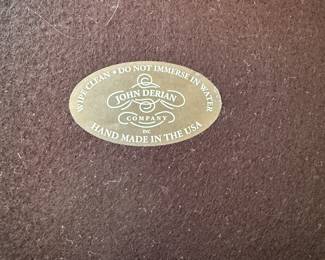 WIPE CLEAN • DO NOT IMMERSE IN WATER
JOHN DERIAN
COMPANY
INC
HAND MADE IN THE USA